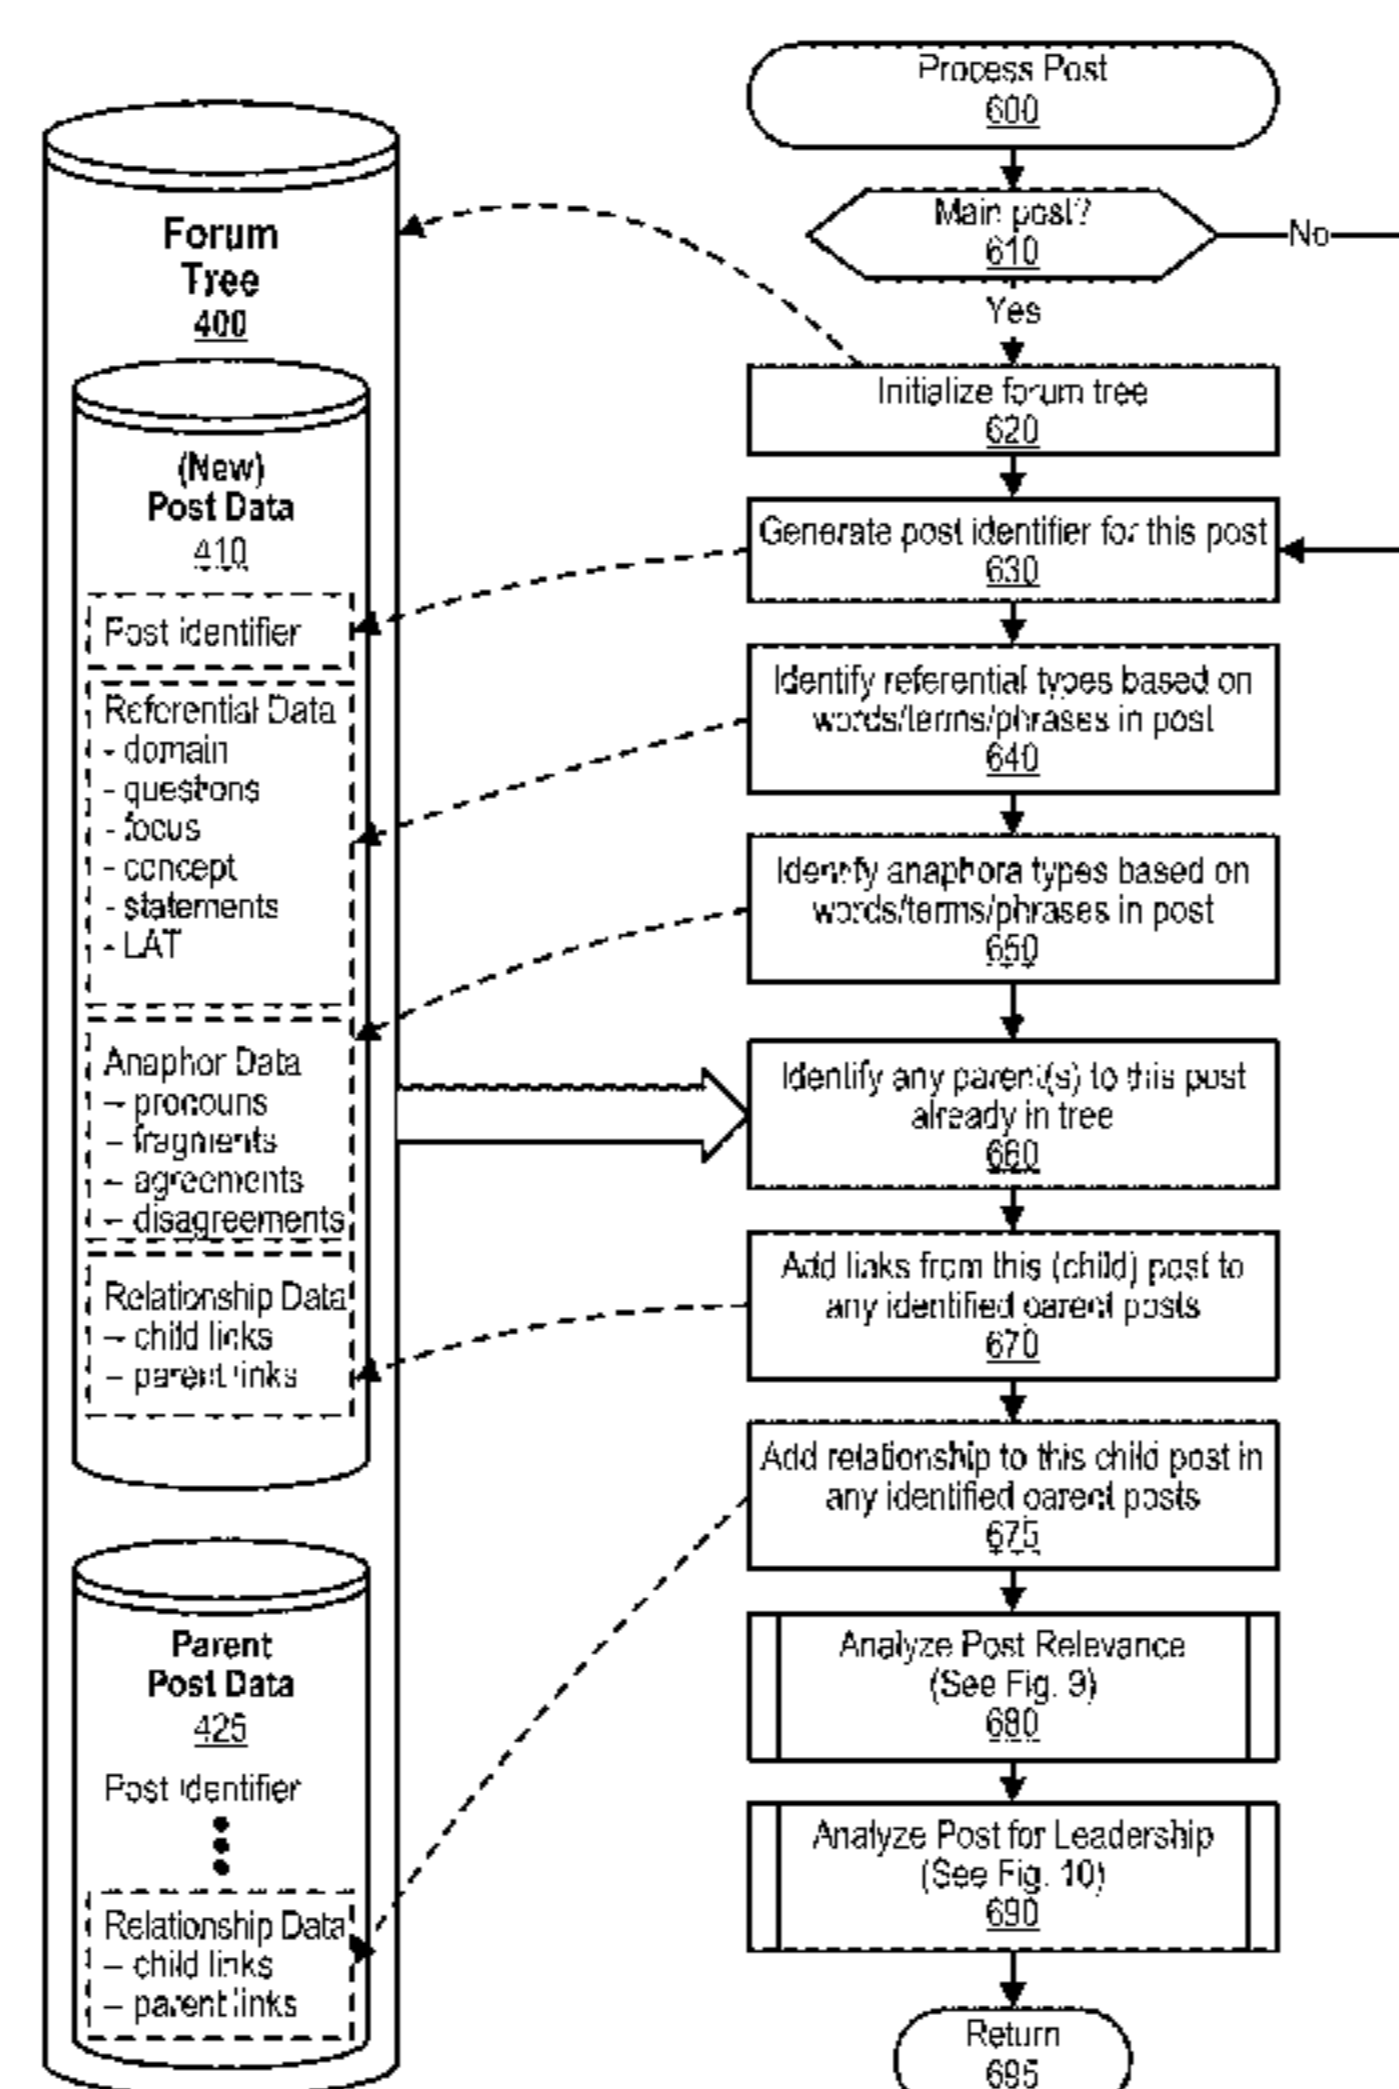 Process Post
600
Main post?
610
No
Yes
Initialize forum tree
620
Generate post identifier for this post
630
Identify referential types based on
words/terms/phrases in post
640
Identify anaphora types based on
words/terms/phrases in post
650
Identify any parent(s) to this post
already in tree
660
Add links from this (child) post to
any identified parent posts
670
Add relationship to this child post in
any identified parent posts
675
Analyze Post Relevance
(See Fig. 9)
680
Analyze Post for Leadership
(See Fig. 10)
690
Return
695
Forum
Tree
400
(New)
Post Data
410
Post identifier
Referential Data
- domain
- questions
- focus
- concept
- statements
- LAT
Anaphor Data
– pronouns
– fragments
– agreements
– disagreements
Relationship Data
– child links
– parent links
Parent
Post Data
425
Post identifier
Relationship Data
– child links
– parent links